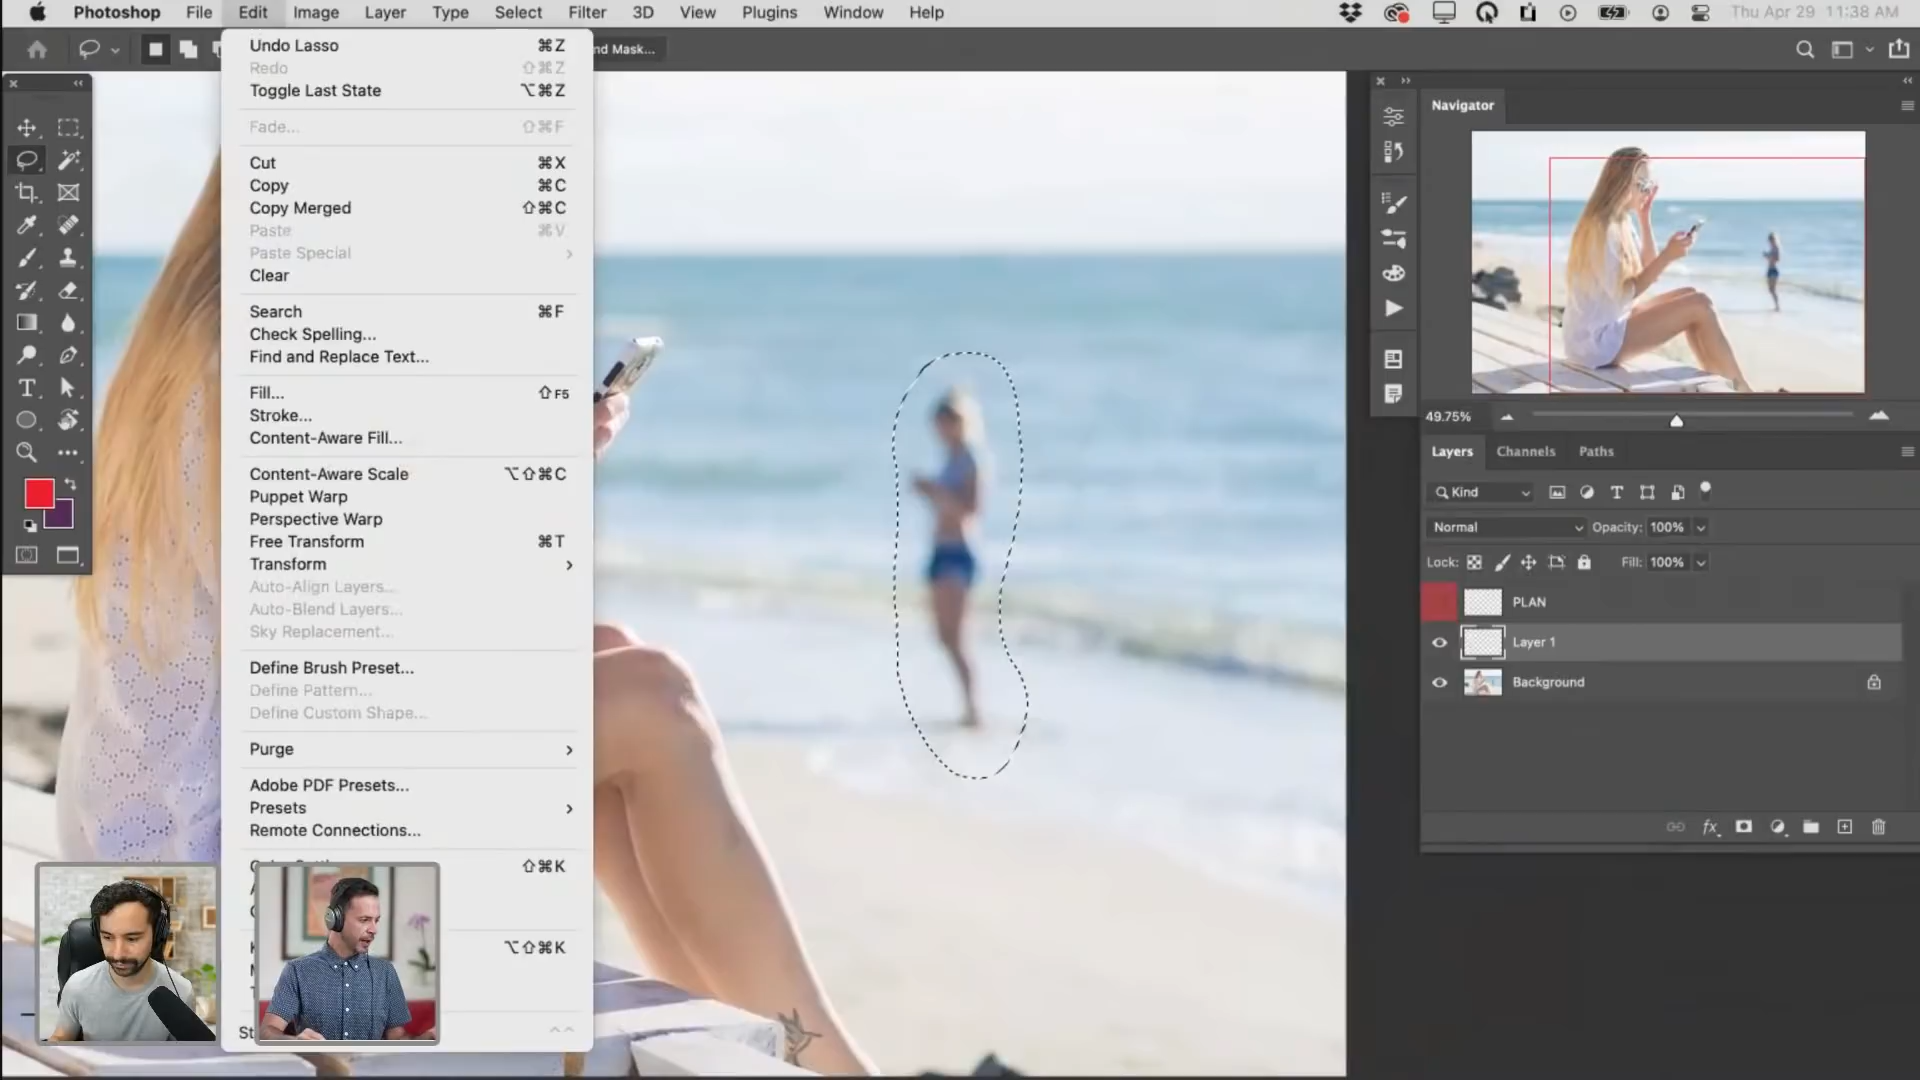 Photoshop File Edit Image Layer Type Select Filter 3D View Plugins Window Help Thu Apr 29 11:38 AM
nd Mask...
Undo Lasso ⌘Z
Redo ⇧⌘Z
Toggle Last State ⌥⌘Z
Fade... ⇧⌘F
Cut ⌘X
Copy ⌘C
Copy Merged ⇧⌘C
Paste ⌘V
Paste Special
Clear
Search ⌘F
Check Spelling...
Find and Replace Text...
Fill... ⇧F5
Stroke...
Content-Aware Fill...
Content-Aware Scale ⌥⇧⌘C
Puppet Warp
Perspective Warp
Free Transform ⌘T
Transform
Auto-Align Layers...
Auto-Blend Layers...
Sky Replacement...
Define Brush Preset...
Define Pattern...
Define Custom Shape...
Purge
Adobe PDF Presets...
Presets
Remote Connections...
⇧⌘K
⌥⇧⌘K
Navigator
49.75%
Layers Channels Paths
Kind
Normal Opacity: 100%
Lock: Fill: 100%
PLAN
Layer 1
Background